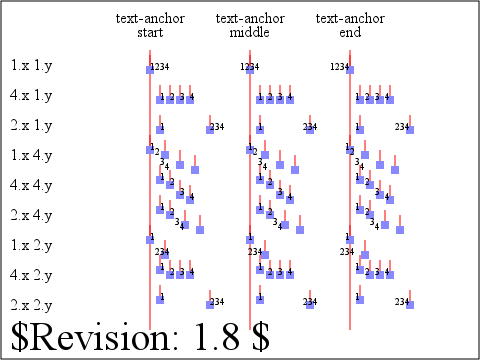 text-anchor text-anchor text-anchor
start middle end
1.x 1.y 1234 1234 1234
4.x 1.y 1 2 3 4 1 2 3 4 1 2 3 4
2.x 1.y 1 234 1 234 1 234
1.x 4.y 1 2 3 4 1 2 3 4 1 2 3 4
4.x 4.y 1 2 3 4 1 2 3 4 1 2 3 4
2.x 4.y 1 2 3 4 1 2 3 4 1 2 3 4
1.x 2.y 1 234 1 234 1 234
4.x 2.y 1 2 3 4 1 2 3 4 1 2 3 4
2.x 2.y 1 234 1 234 1 234
$Revision: 1.8 $